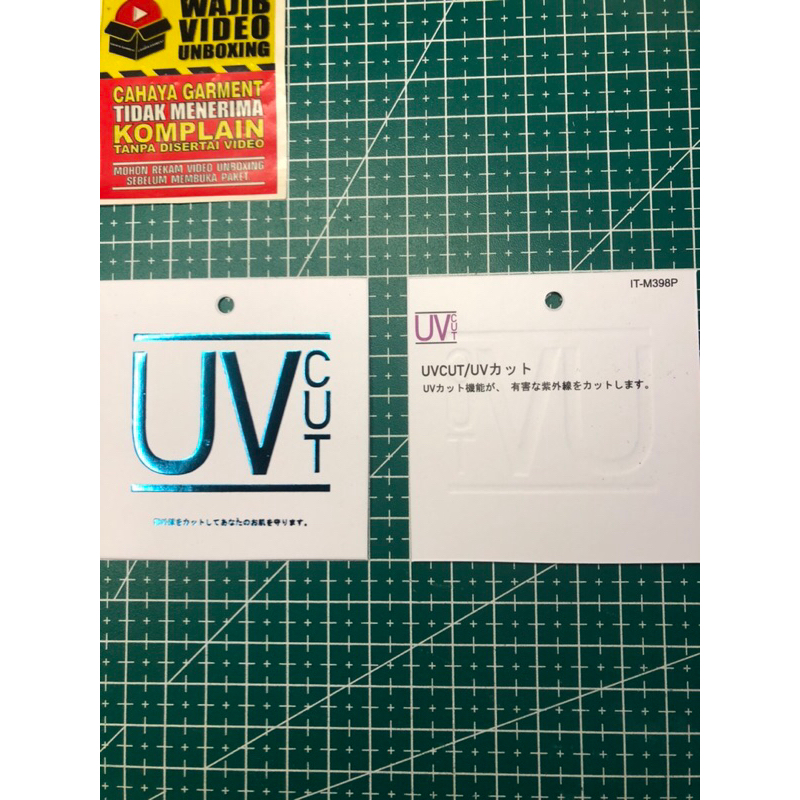 WAJIB
VIDEO
UNBOXING
CAHAYA GARMENT
TIDAK MENERIMA
KOMPLAIN
TANPA DISERTAI VIDEO
MOHON REKAM VIDEO UNBOXING
SEBELUM MEMBUKA PAKET
UV CUT
紫外線をカットしてあなたのお肌を守ります。
IT-M398P
UV CUT
UVCUT/UVカット
UVカット機能が、有害な紫外線をカットします。